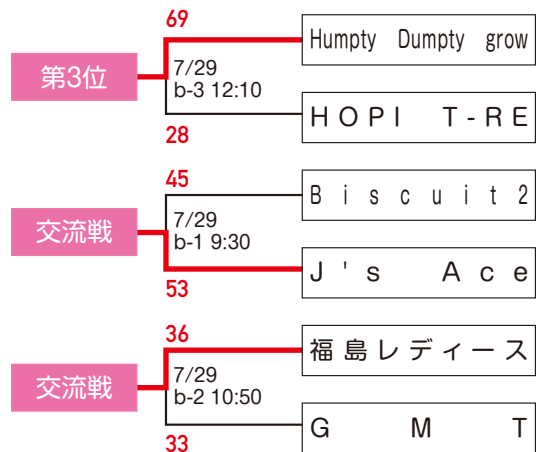 69
Humpty Dumpty grow
第3位
7/29
b-3 12:10
HOPI T-RE
28
45
Biscuit2
交流戦
7/29
b-1 9:30
J's Ace
53
36
福島レディース
交流戦
7/29
b-2 10:50
GMT
33